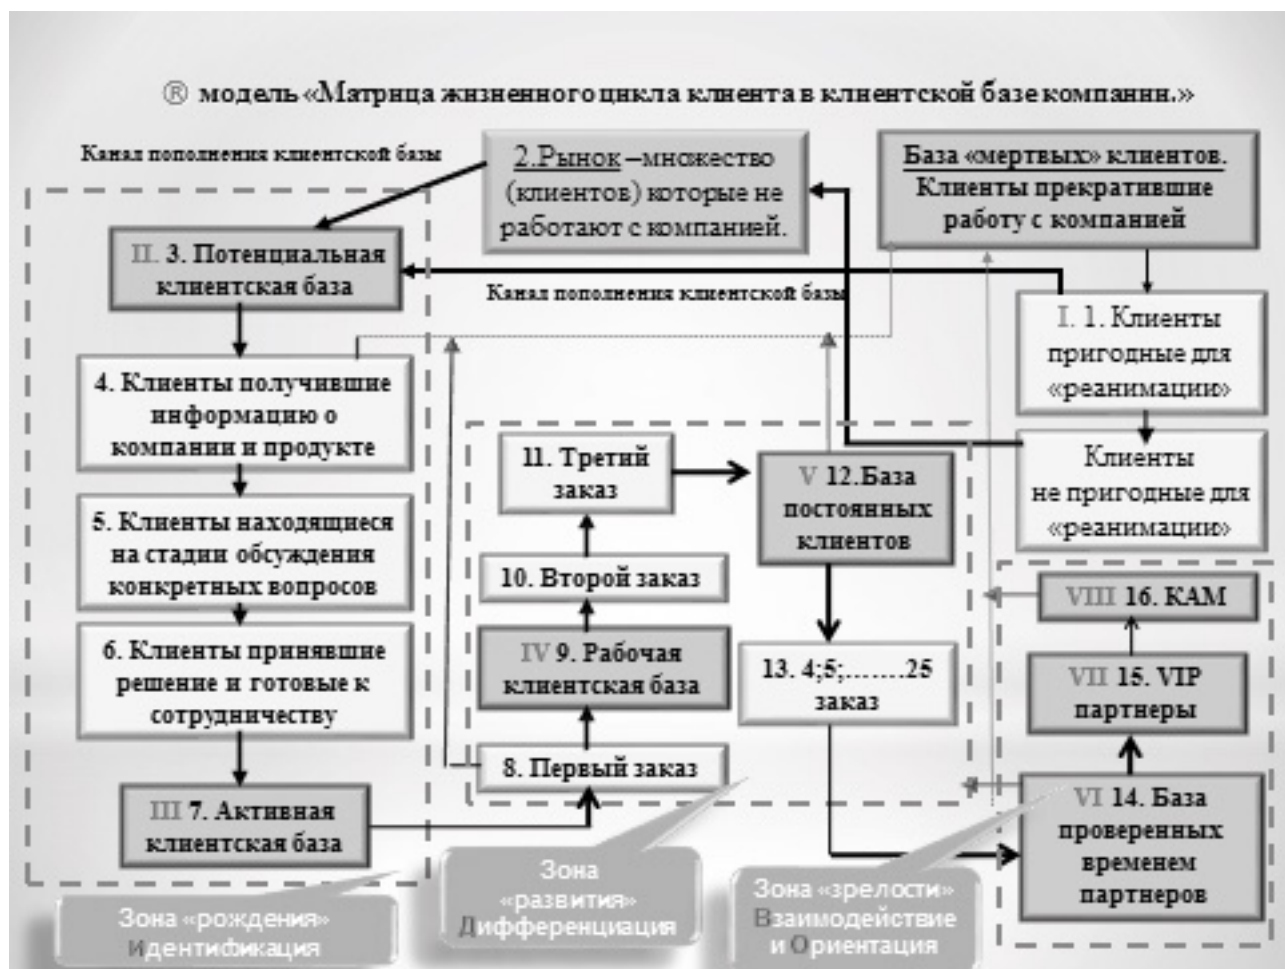 ® модель «Матрица жизненного цикла клиента в клиентской базе компании.»
Канал пополнения клиентской базы
2.Рынок –множество
(клиентов) которые не
работают с компанией.
База «мертвых» клиентов.
Клиенты прекратившие
работу с компанией
II. 3. Потенциальная
клиентская база
Канал пополнения клиентской базы
I. 1. Клиенты
пригодные для
«реанимации»
4. Клиенты получившие
информацию о
компании и продукте
Клиенты
не пригодные для
«реанимации»
11. Третий
заказ
V 12.База
постоянных
клиентов
5. Клиенты находящиеся
на стадии обсуждения
конкретных вопросов
10. Второй заказ
VIII 16. КАМ
6. Клиенты принявшие
решение и готовые к
сотрудничеству
IV 9. Рабочая
клиентская база
13. 4;5;…….25
заказ
VII 15. VIP
партнеры
8. Первый заказ
III 7. Активная
клиентская база
VI 14. База
проверенных
временем
партнеров
Зона «рождения»
Идентификация
Зона
«развития»
Дифференциация
Зона «зрелости»
Взаимодействие
и Ориентация